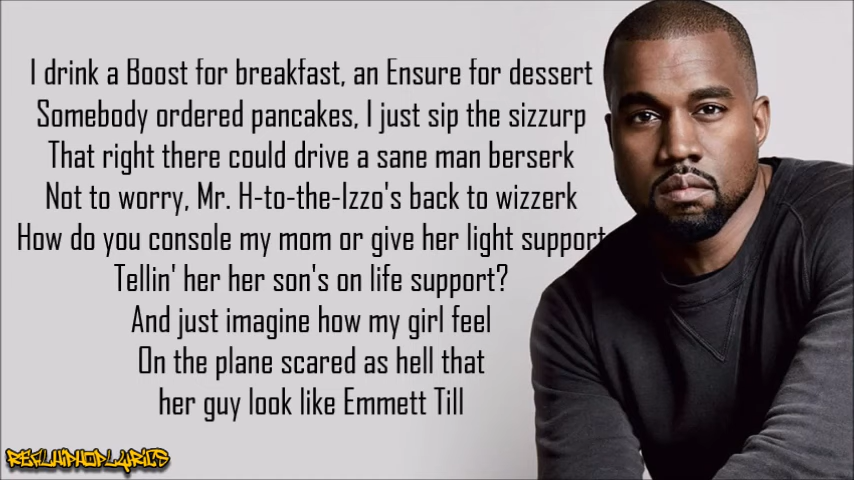 I drink a Boost for breakfast, an Ensure for dessert
Somebody ordered pancakes, I just sip the sizzurp
That right there could drive a sane man berserk
Not to worry, Mr. H-to-the-Izzo's back to wizzerk
How do you console my mom or give her light support
Tellin' her her son's on life support?
And just imagine how my girl feel
On the plane scared as hell that
her guy look like Emmett Till
REFLHIPHOPLYRICS